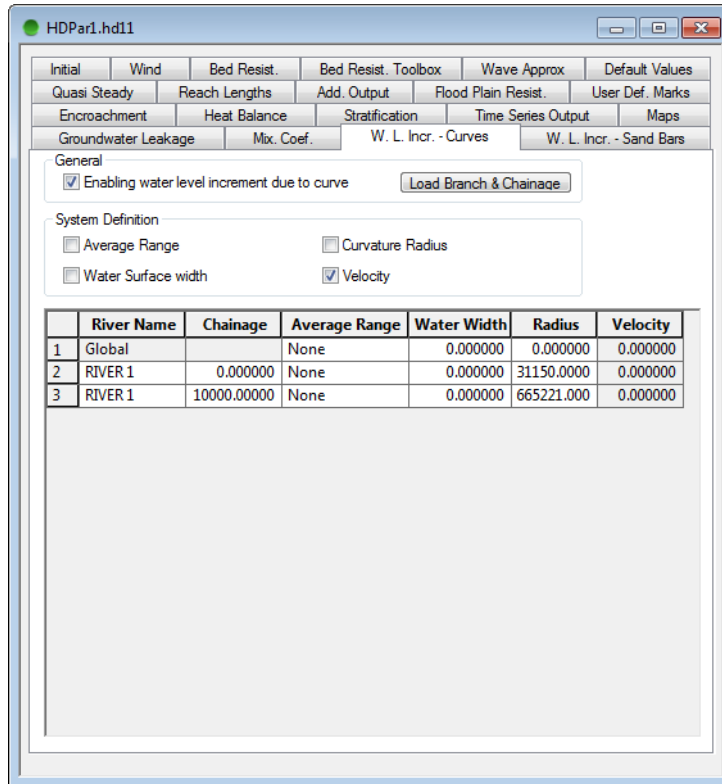 HDPar1.hd11
Initial Wind Bed Resist. Bed Resist. Toolbox Wave Approx Default Values
Quasi Steady Reach Lengths Add. Output Flood Plain Resist. User Def. Marks
Encroachment Heat Balance Stratification Time Series Output Maps
Groundwater Leakage Mix. Coef. W. L. Incr. - Curves W. L. Incr. - Sand Bars
General
Enabling water level increment due to curve Load Branch & Chainage
System Definition
Average Range Curvature Radius
Water Surface width Velocity
River Name Chainage Average Range Water Width Radius Velocity
1 Global None 0.000000 0.000000 0.000000
2 RIVER 1 0.000000 None 0.000000 31150.0000 0.000000
3 RIVER 1 10000.00000 None 0.000000 665221.000 0.000000